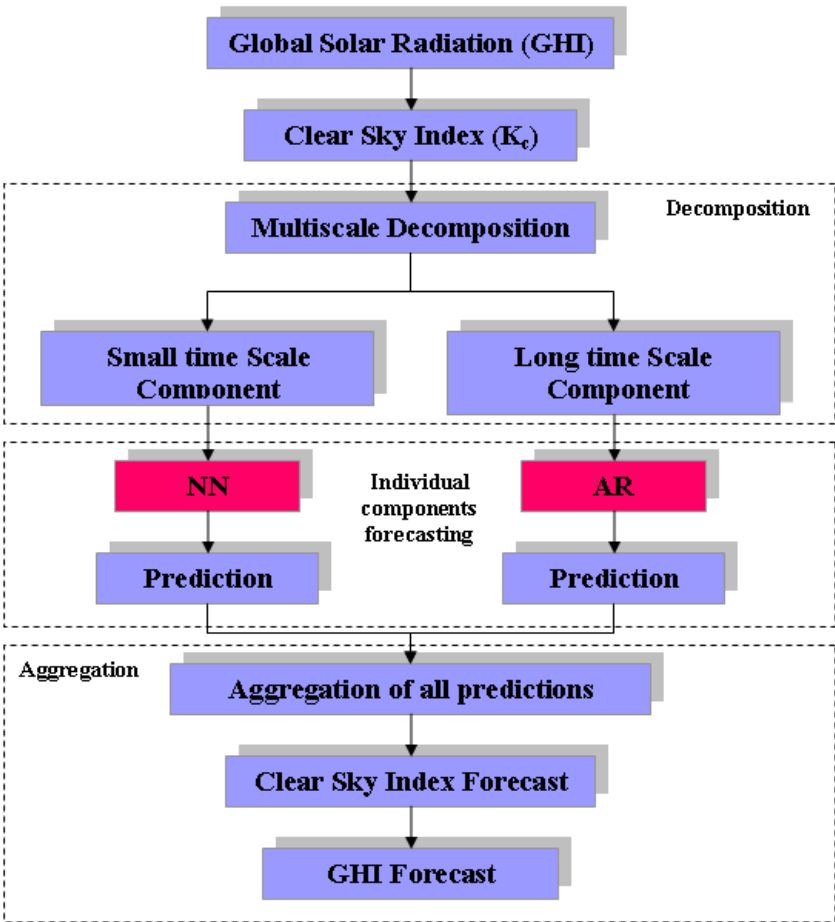 Global Solar Radiation (GHI)
Clear Sky Index (Kc)
Decomposition
Multiscale Decomposition
Small time Scale
Component
Long time Scale
Component
NN
Individual
components
forecasting
AR
Prediction
Prediction
Aggregation
Aggregation of all predictions
Clear Sky Index Forecast
GHI Forecast